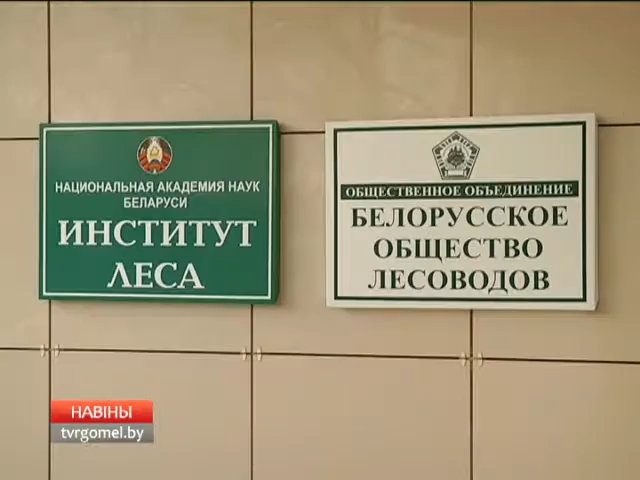 НАЦИОНАЛЬНАЯ АКАДЕМИЯ НАУК
БЕЛАРУСИ
ИНСТИТУТ
ЛЕСА
ОБЩЕСТВЕННОЕ ОБЪЕДИНЕНИЕ
БЕЛОРУССКОЕ
ОБЩЕСТВО
ЛЕСОВОДОВ
НАВІНЫ
tvrgomel.by